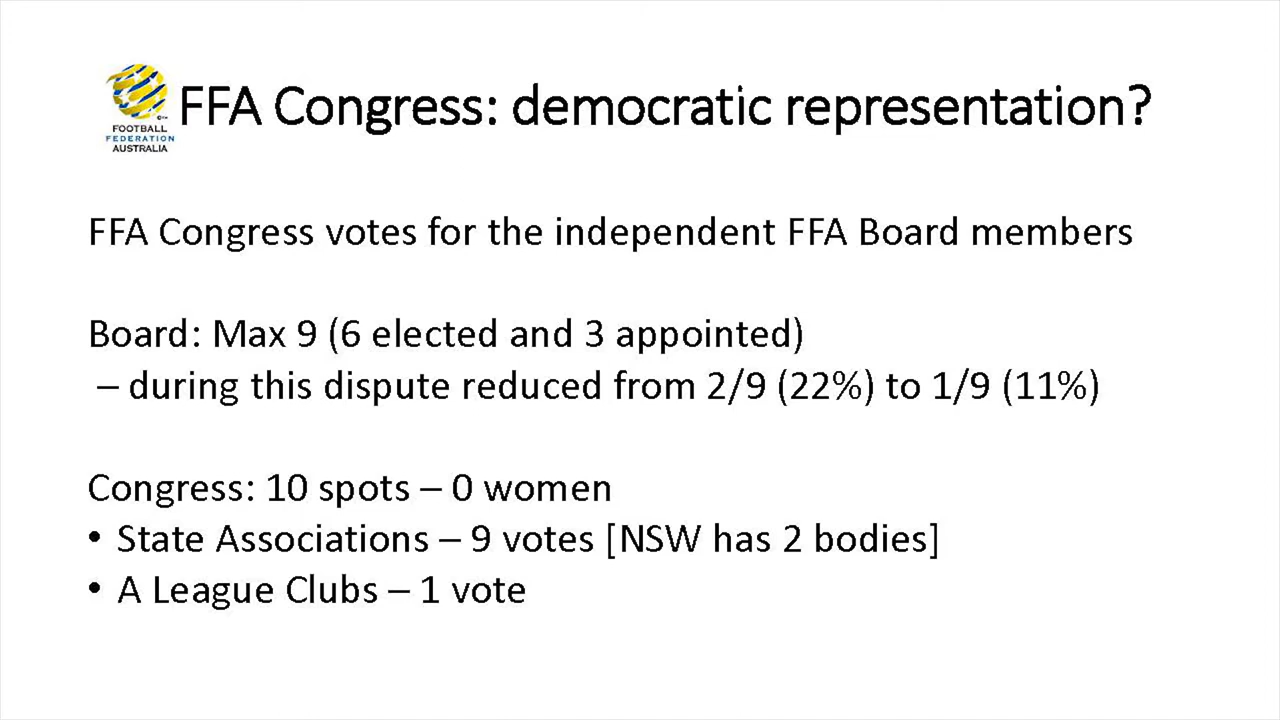 FFA Congress: democratic representation?
FOOTBALL
FEDERATION
AUSTRALIA
FFA Congress votes for the independent FFA Board members
Board: Max 9 (6 elected and 3 appointed)
– during this dispute reduced from 2/9 (22%) to 1/9 (11%)
Congress: 10 spots – 0 women
• State Associations – 9 votes [NSW has 2 bodies]
• A League Clubs – 1 vote